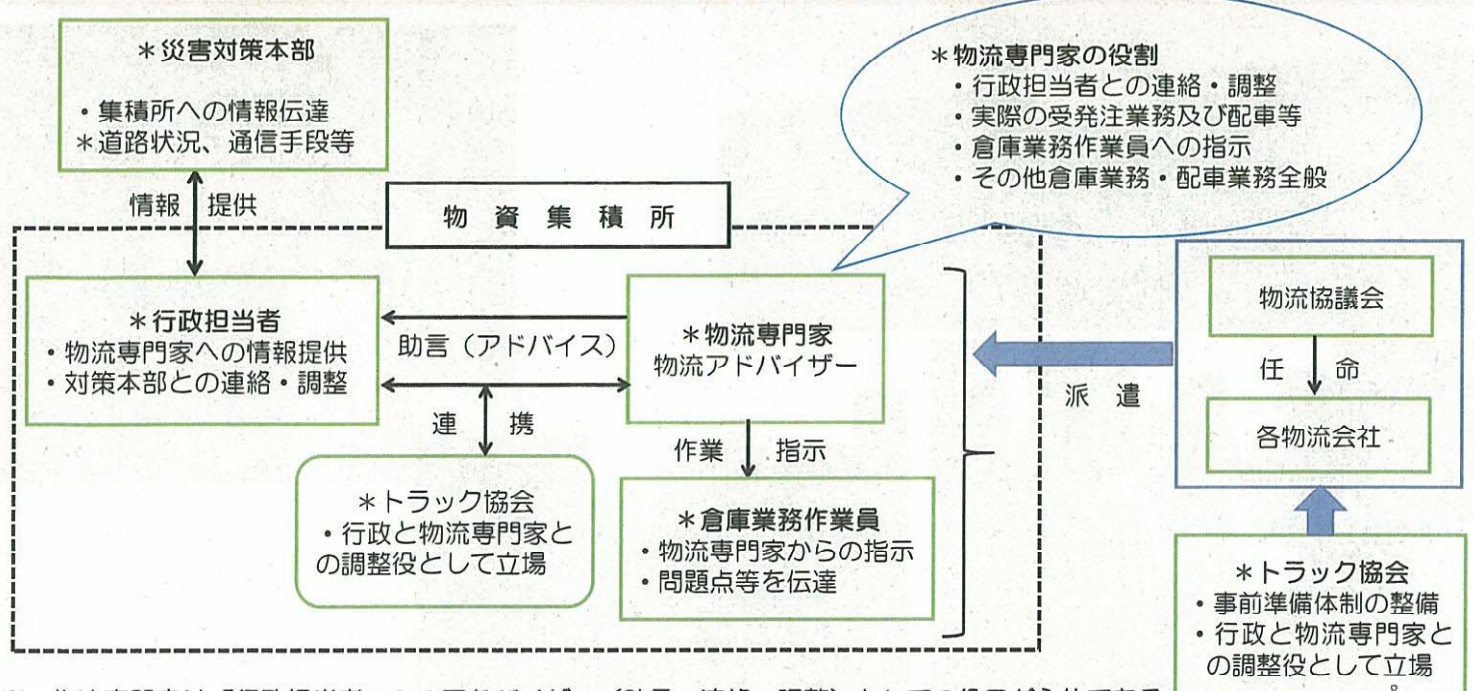 ＊災害対策本部
・集積所への情報伝達
＊道路状況、通信手段等
情報 提供
＊物流専門家の役割
・行政担当者との連絡・調整
・実際の受発注業務及び配車等
・倉庫業務作業員への指示
・その他倉庫業務・配車業務全般
物 資 集 積 所
＊行政担当者
・物流専門家への情報提供
・対策本部との連絡・調整
助言（アドバイス）
連 携
＊物流専門家
物流アドバイザー
作業 指示
＊トラック協会
・行政と物流専門家と
の調整役として立場
＊倉庫業務作業員
・物流専門家からの指示
・問題点等を伝達
派 遣
物流協議会
任 命
各物流会社
＊トラック協会
・事前準備体制の整備
・行政と物流専門家と
の調整役として立場